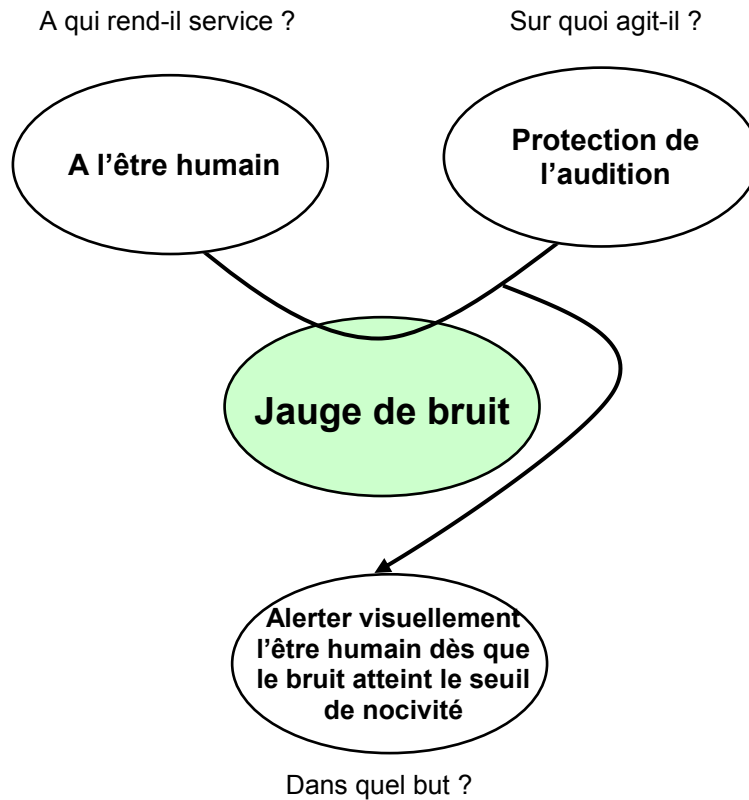 A qui rend-il service ?
Sur quoi agit-il ?
A l’être humain
Protection de
l’audition
Jauge de bruit
Alerter visuellement
l’être humain dès que
le bruit atteint le seuil
de nocivité
Dans quel but ?